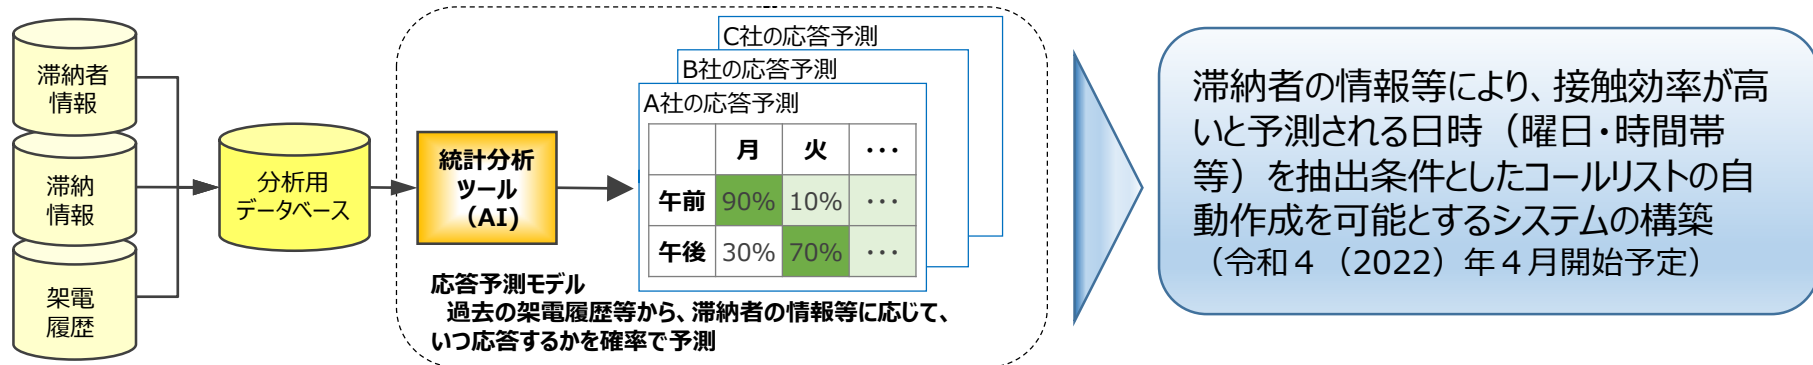 滞納者
情報
滞納
情報
架電
履歴
分析用
データベース
統計分析
ツール
（AI）
C社の応答予測
B社の応答予測
A社の応答予測
月 火 ･･･
午前 90% 10% ･･･
午後 30% 70% ･･･
応答予測モデル
過去の架電履歴等から、滞納者の情報等に応じて、
いつ応答するかを確率で予測
滞納者の情報等により、接触効率が高
いと予測される日時（曜日・時間帯
等）を抽出条件としたコールリストの自
動作成を可能とするシステムの構築
（令和４（2022）年４月開始予定）